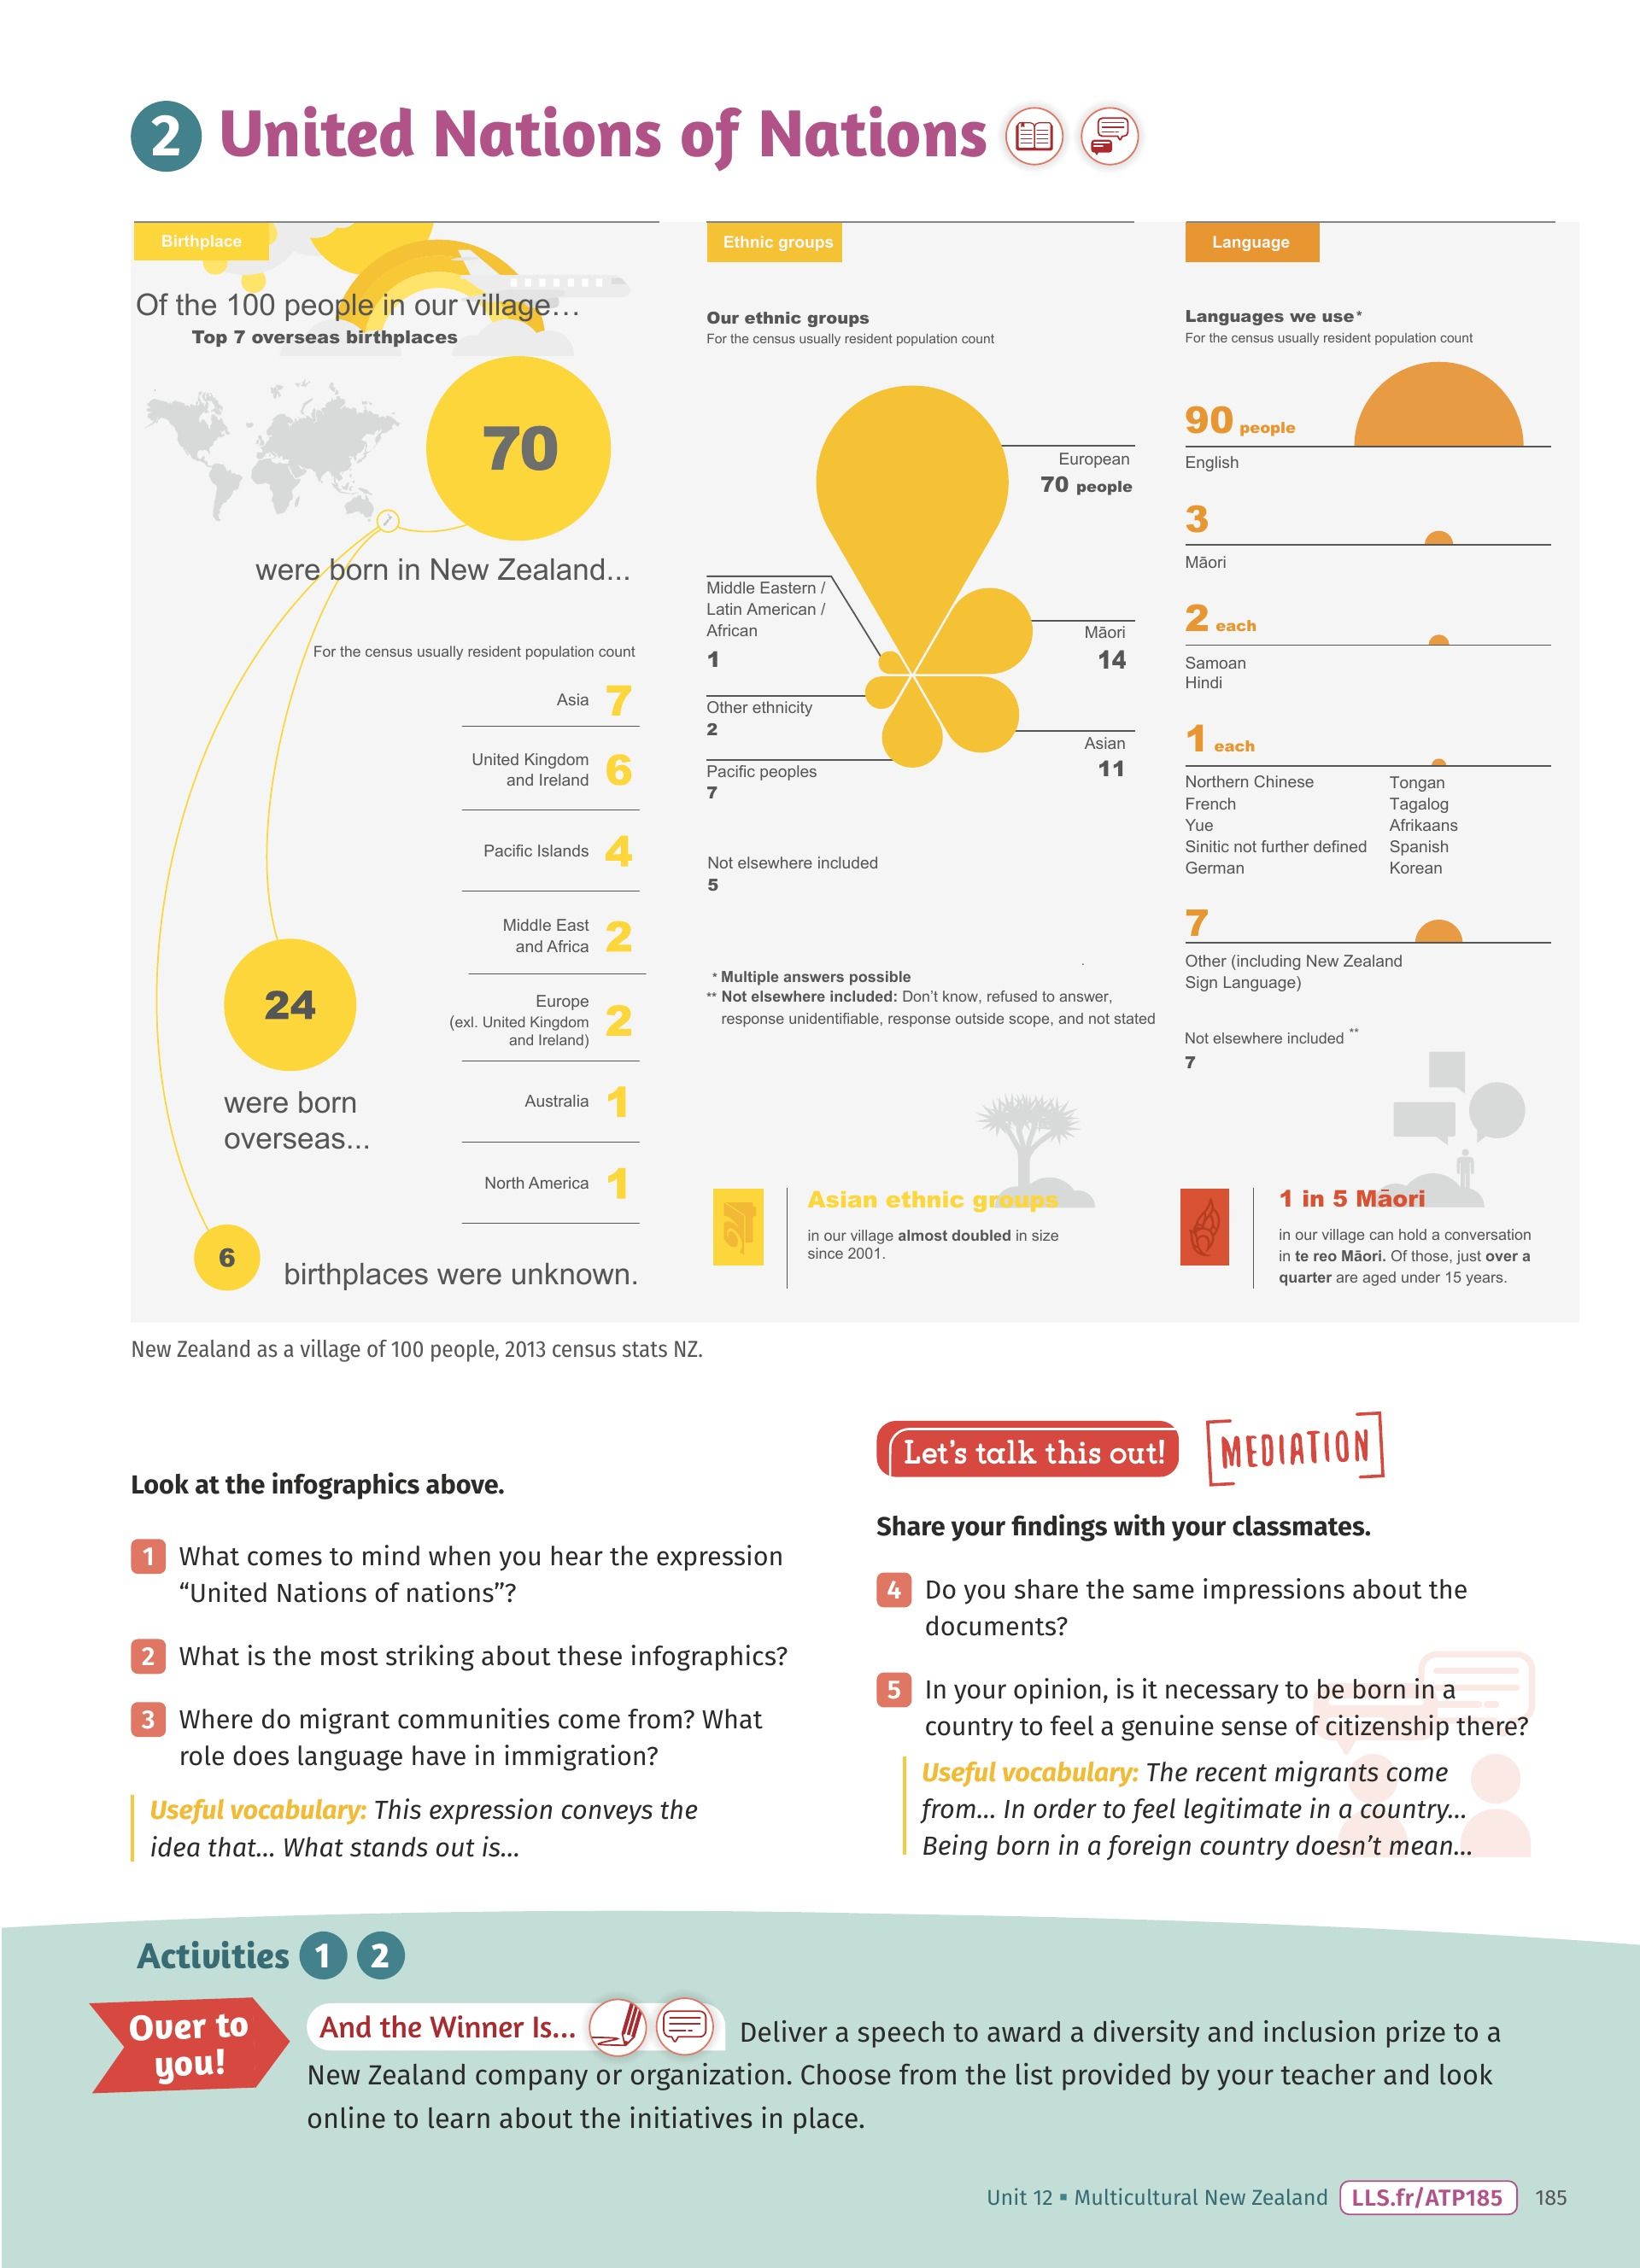 2 United Nations of Nations
Birthplace
Of the 100 people in our village…
Top 7 overseas birthplaces
70
were born in New Zealand...
For the census usually resident population count
Asia 7
United Kingdom
and Ireland 6
Pacific Islands 4
Middle East
and Africa 2
Europe
(exl. United Kingdom
and Ireland) 2
Australia 1
North America 1
24
were born
overseas...
6 birthplaces were unknown.
Ethnic groups
Our ethnic groups
For the census usually resident population count
European
70 people
Middle Eastern /
Latin American /
African
1
Māori
14
Other ethnicity
2
Asian
11
Pacific peoples
7
Not elsewhere included
5
* Multiple answers possible
** Not elsewhere included: Don’t know, refused to answer,
response unidentifiable, response outside scope, and not stated
Asian ethnic groups
in our village almost doubled in size
since 2001.
Language
Languages we use*
For the census usually resident population count
90 people
English
3
Māori
2 each
Samoan
Hindi
1 each
Northern Chinese
French
Yue
Sinitic not further defined
German
Tongan
Tagalog
Afrikaans
Spanish
Korean
7
Other (including New Zealand
Sign Language)
Not elsewhere included **
7
1 in 5 Māori
in our village can hold a conversation
in te reo Māori. Of those, just over a
quarter are aged under 15 years.
New Zealand as a village of 100 people, 2013 census stats NZ.
Look at the infographics above.
1 What comes to mind when you hear the expression
“United Nations of nations”?
2 What is the most striking about these infographics?
3 Where do migrant communities come from? What
role does language have in immigration?
Useful vocabulary: This expression conveys the
idea that... What stands out is...
Let’s talk this out!
[MEDIATION]
Share your findings with your classmates.
4 Do you share the same impressions about the
documents?
5 In your opinion, is it necessary to be born in a
country to feel a genuine sense of citizenship there?
Useful vocabulary: The recent migrants come
from... In order to feel legitimate in a country...
Being born in a foreign country doesn’t mean...
Activities 1 2
Over to
you!
And the Winner Is... Deliver a speech to award a diversity and inclusion prize to a
New Zealand company or organization. Choose from the list provided by your teacher and look
online to learn about the initiatives in place.
Unit 12 ▪ Multicultural New Zealand LLS.fr/ATP185 185